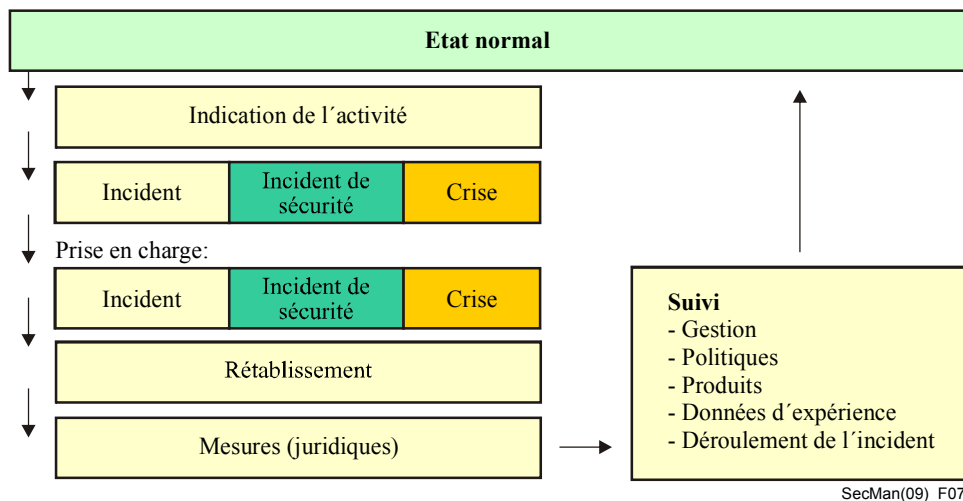 Etat normal
Indication de l´activité
Incident
Incident de
sécurité
Crise
Prise en charge:
Incident
Incident de
sécurité
Crise
Rétablissement
Mesures (juridiques)
Suivi
- Gestion
- Politiques
- Produits
- Données d´expérience
- Déroulement de l´incident
SecMan(09)_F07